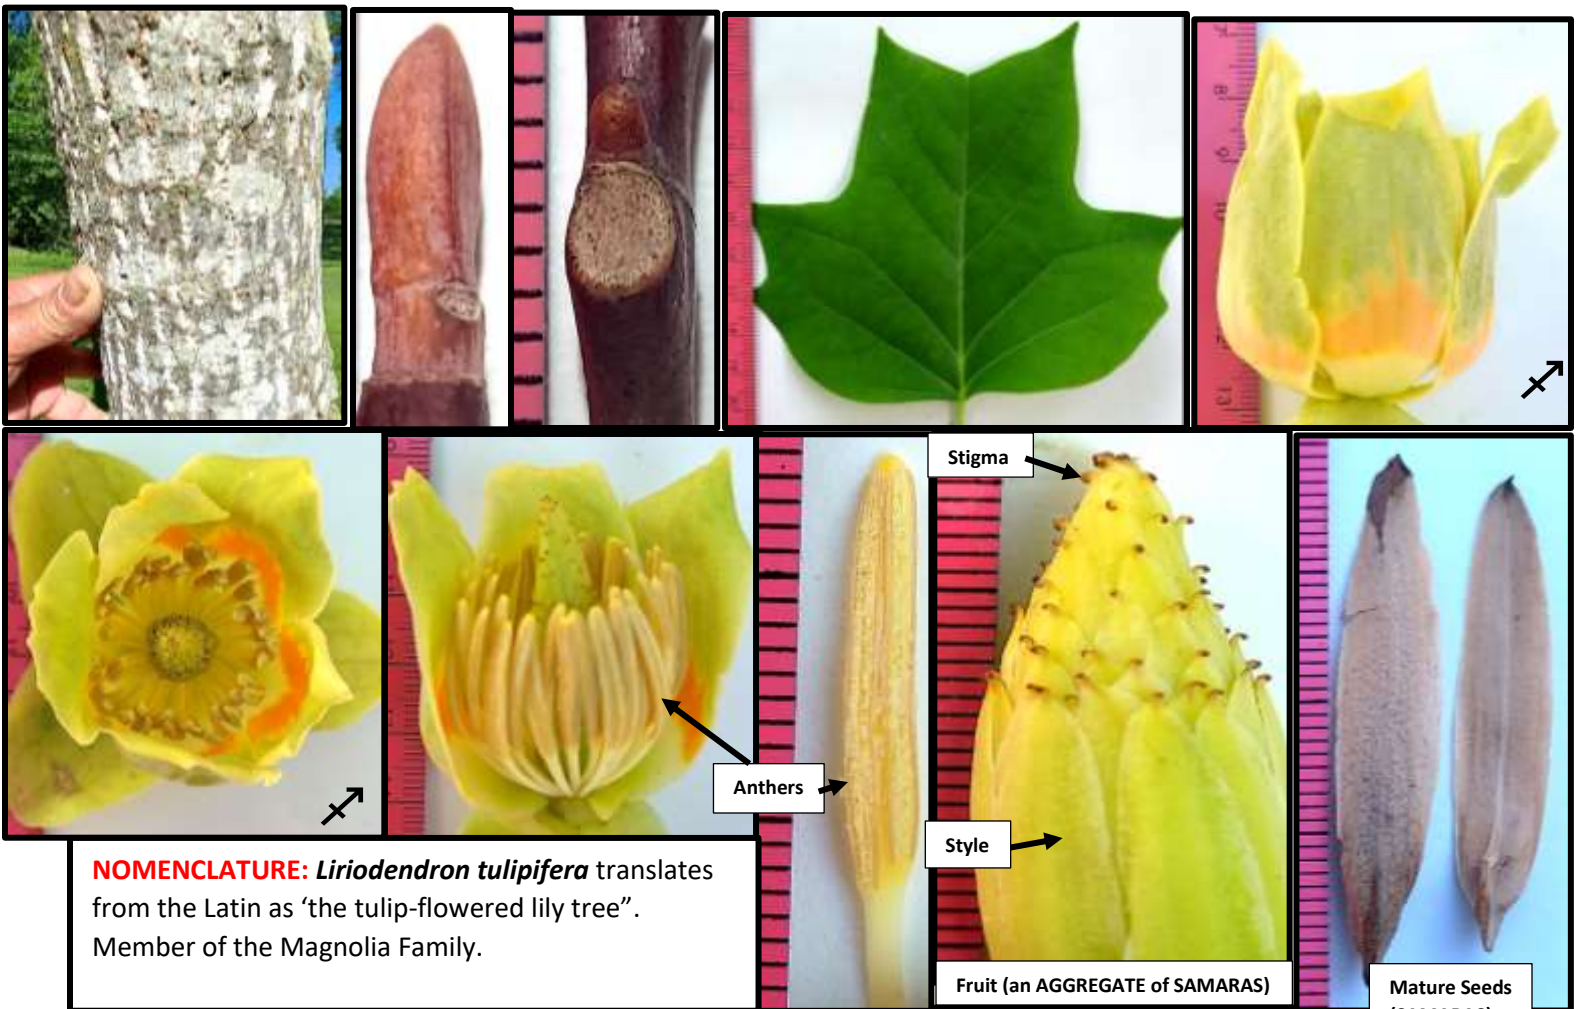 Stigma
Anthers
Style
NOMENCLATURE: Liriodendron tulipifera translates
from the Latin as ‘the tulip-flowered lily tree”.
Member of the Magnolia Family.
Fruit (an AGGREGATE of SAMARAS)
Mature Seeds